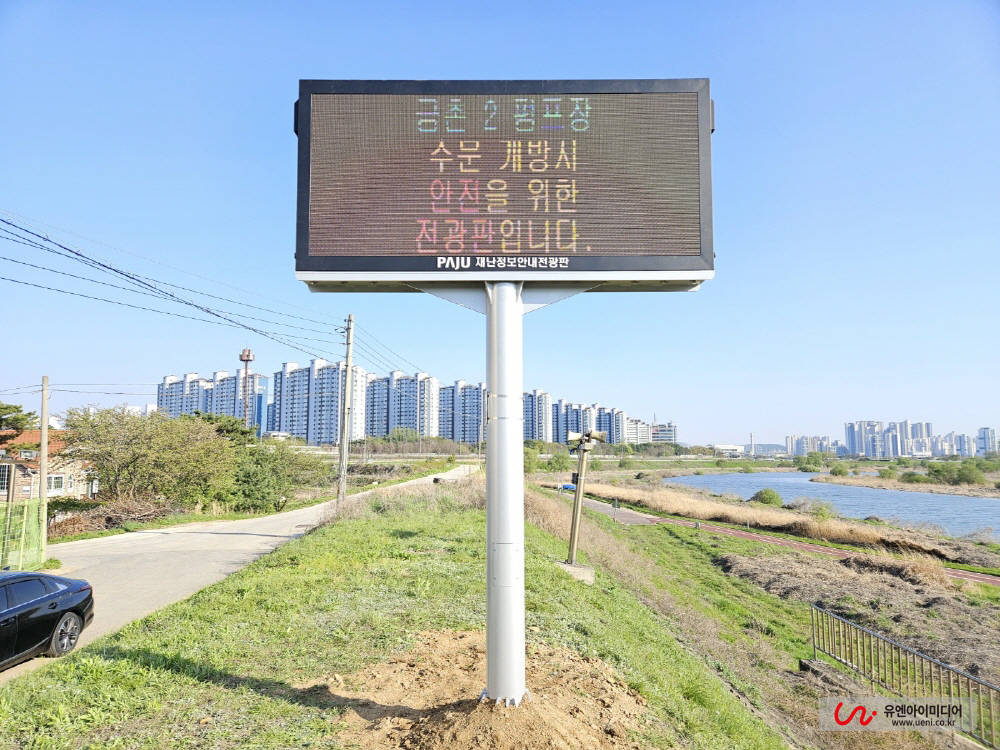 금촌 2 펌프장
수문 개방시
안전을 위한
전광판입니다.
PAJU 재난정보안내전광판
유엔아이미디어
www.ueni.co.kr